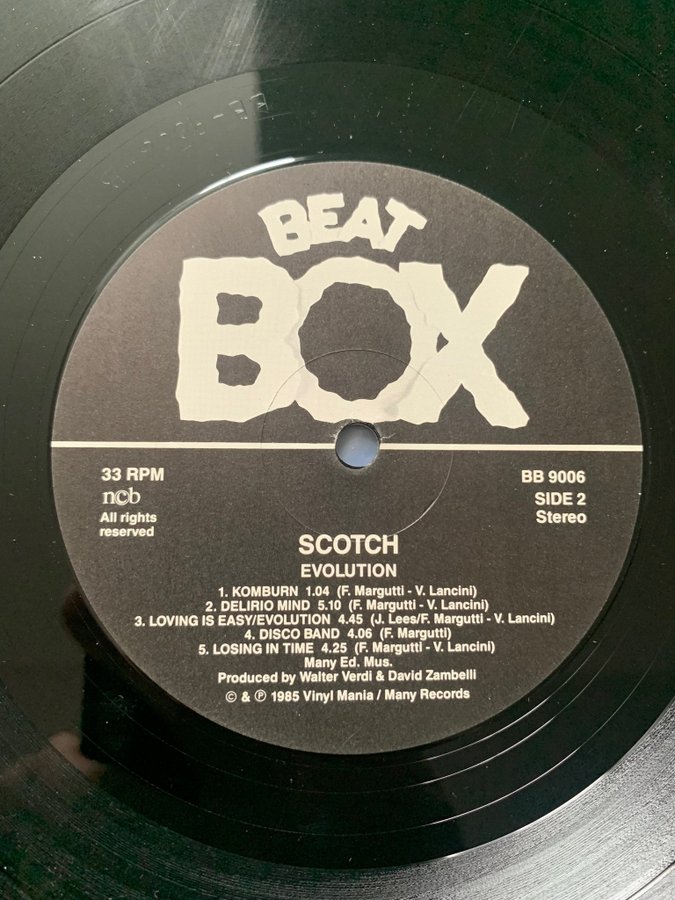 BEAT
BOX
33 RPM
ncb
All rights
reserved
BB 9006
SIDE 2
Stereo
SCOTCH
EVOLUTION
1. KOMBURN 1.04 (F. Margutti - V. Lancini)
2. DELIRIO MIND 5.10 (F. Margutti - V. Lancini)
3. LOVING IS EASY/EVOLUTION 4.45 (J. Lees/F. Margutti - V. Lancini)
4. DISCO BAND 4.06 (F. Margutti)
5. LOSING IN TIME 4.25 (F. Margutti - V. Lancini)
Many Ed. Mus.
Produced by Walter Verdi & David Zambelli
© & ℗ 1985 Vinyl Mania / Many Records